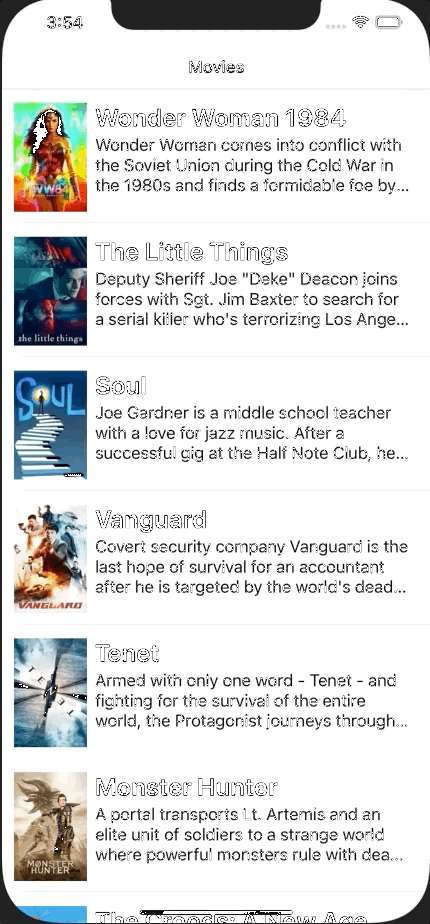 3:54
Movies
Wonder Woman 1984
Wonder Woman comes into conflict with
the Soviet Union during the Cold War in
the 1980s and finds a formidable foe by...
WW84
The Little Things
Deputy Sheriff Joe "Deke" Deacon joins
forces with Sgt. Jim Baxter to search for
a serial killer who's terrorizing Los Ange...
the little things
Soul
Joe Gardner is a middle school teacher
with a love for jazz music. After a
successful gig at the Half Note Club, he...
SOUL
Vanguard
Covert security company Vanguard is the
last hope of survival for an accountant
after he is targeted by the world's dead...
VANGUARD
Tenet
Armed with only one word - Tenet - and
fighting for the survival of the entire
world, the Protagonist journeys through...
TENET
Monster Hunter
A portal transports Lt. Artemis and an
elite unit of soldiers to a strange world
where powerful monsters rule with dea...
MONSTER
HUNTER
The Croods: A New Age